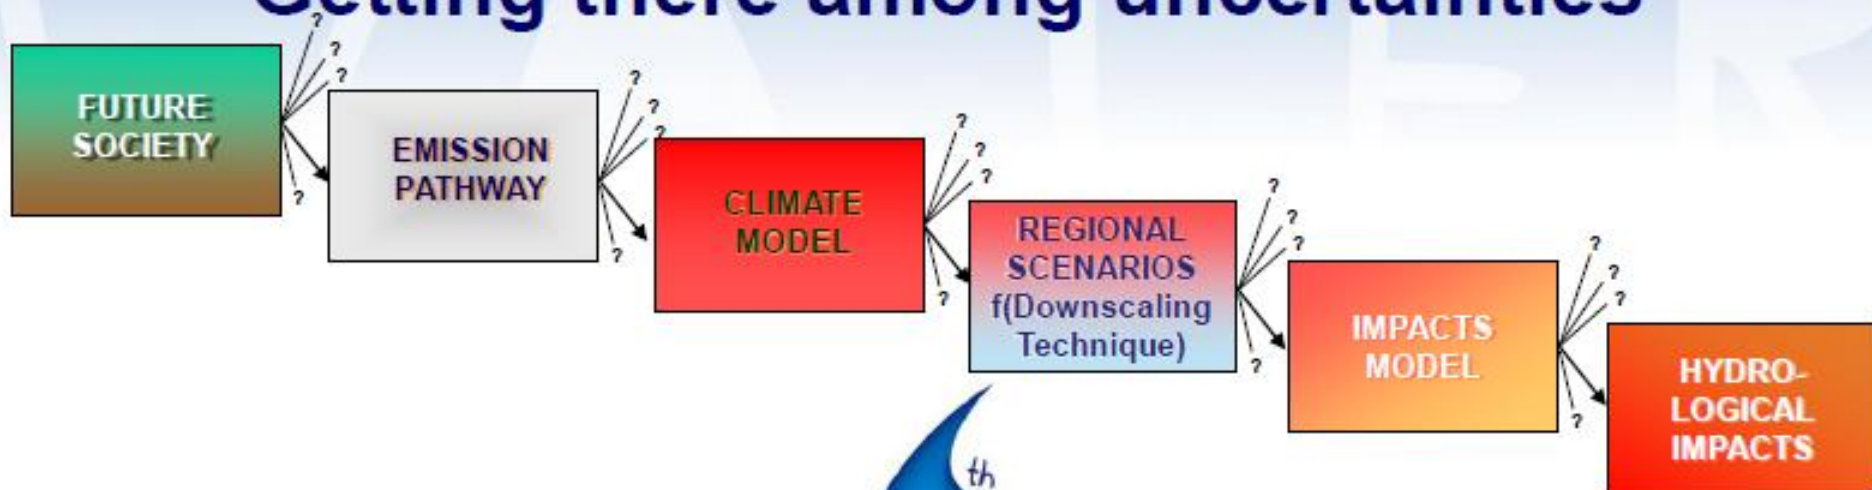 Getting there among uncertainties
?
?
?
?
FUTURE
SOCIETY
?
?
?
?
EMISSION
PATHWAY
?
?
?
?
CLIMATE
MODEL
?
?
?
?
REGIONAL
SCENARIOS
f(Downscaling
Technique)
?
?
?
?
IMPACTS
MODEL
HYDRO-
LOGICAL
IMPACTS
th